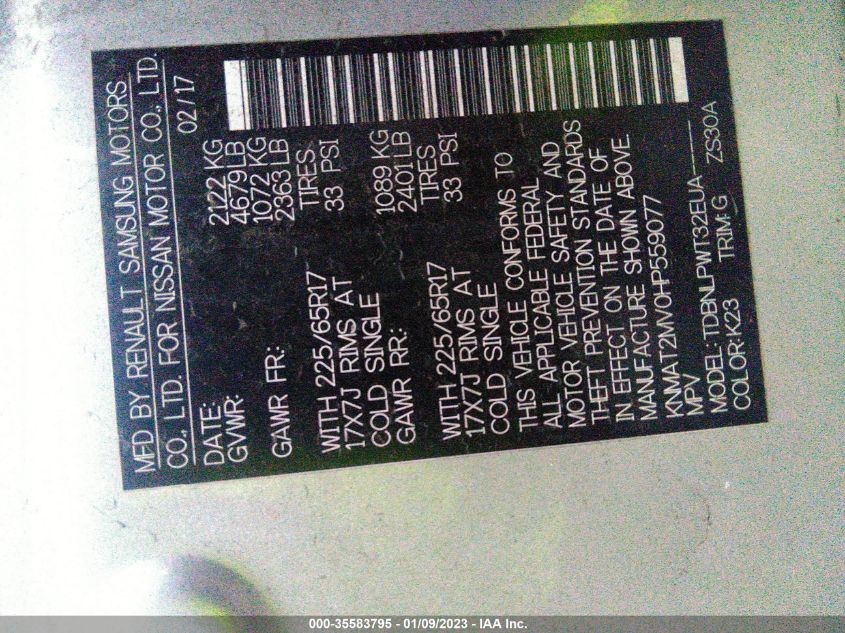 MFD BY RENAULT SAMSUNG MOTORS
CO., LTD. FOR NISSAN MOTOR CO., LTD.
DATE: 02/17
GVWR: 2122 KG
4679 LB
GAWR FR: 1072 KG
2363 LB
WITH 225/65R17 TIRES,
17X7J RIMS AT 33 PSI
COLD SINGLE
GAWR RR: 1089 KG
2401 LB
WITH 225/65R17 TIRES
17X7J RIMS AT 33 PSI
COLD SINGLE
THIS VEHICLE CONFORMS TO
ALL APPLICABLE FEDERAL
MOTOR VEHICLE SAFETY AND
THEFT PREVENTION STANDARDS
IN EFFECT ON THE DATE OF
MANUFACTURE SHOWN ABOVE.
KNMAT2MV0HP559077
MPV
MODEL: TDBNLPWT32EUA
COLOR: K23 TRIM: G ZS30A
000-35583795 - 01/09/2023 - IAA Inc.